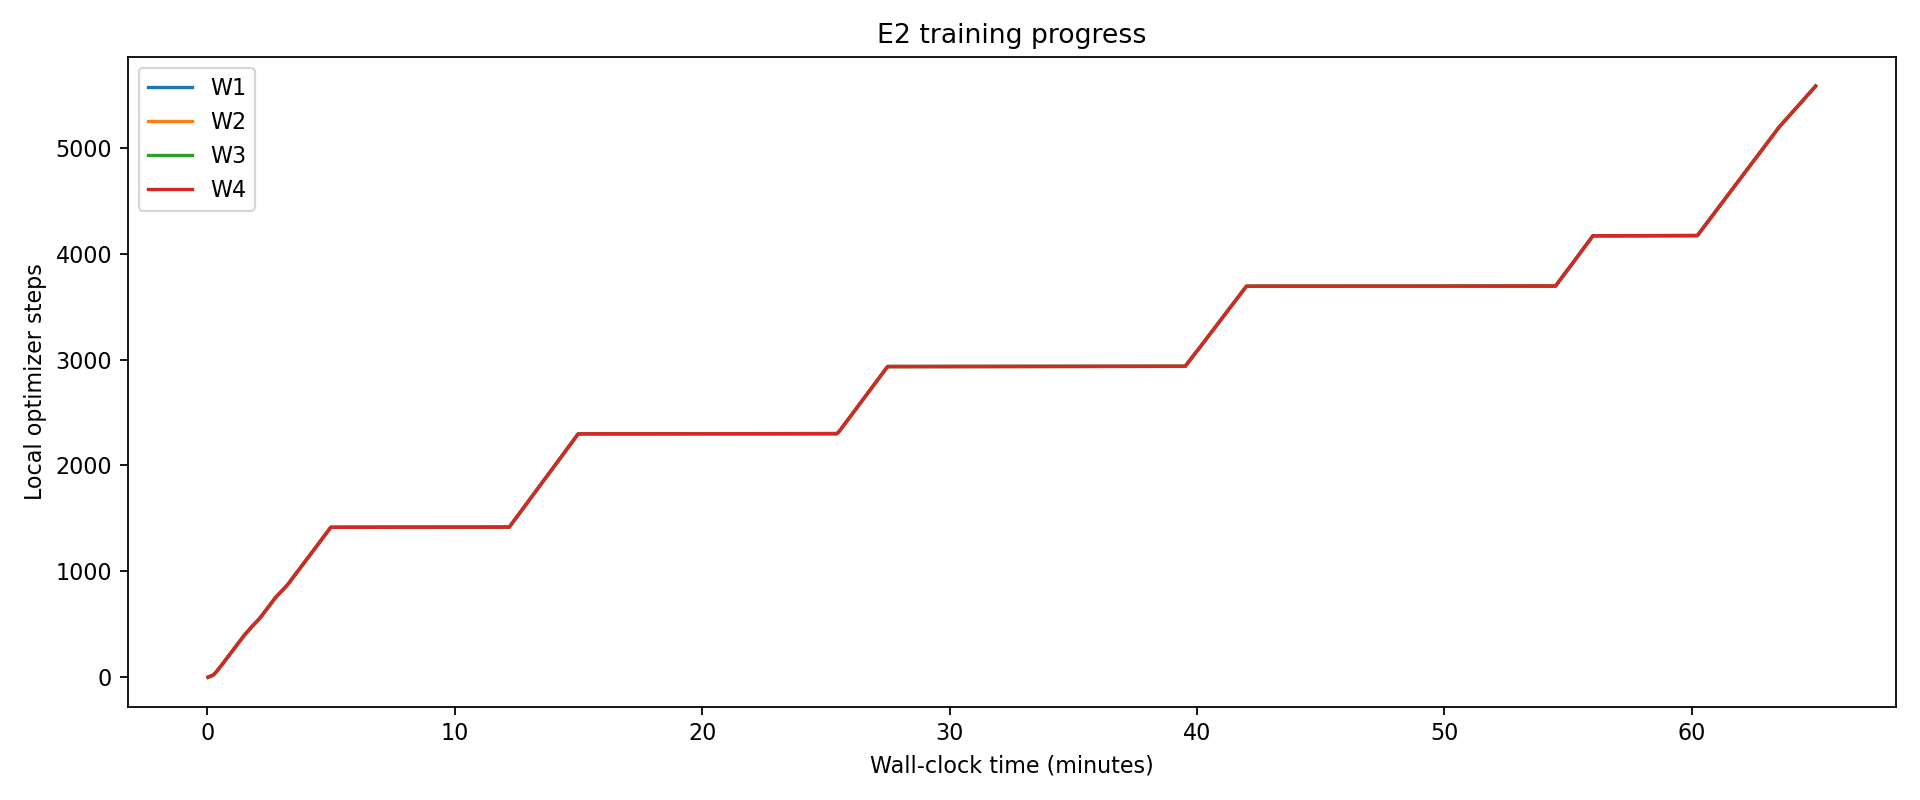 E2 training progress
W1
W2
W3
W4
Local optimizer steps
5000
4000
3000
2000
1000
0
0 10 20 30 40 50 60
Wall-clock time (minutes)